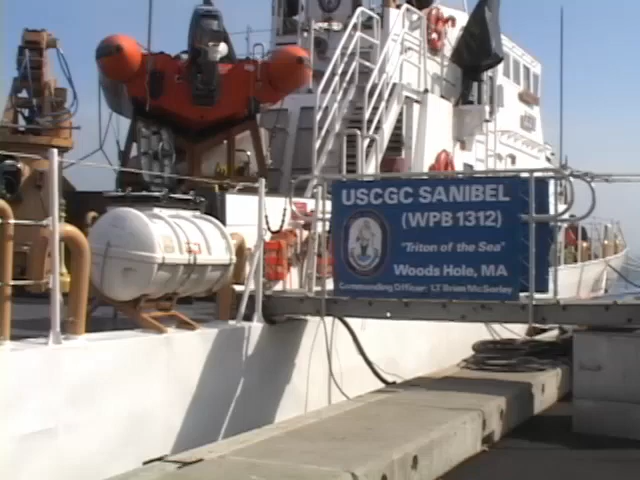 USCGC SANIBEL
(WPB 1312)
"Triton of the Sea"
Woods Hole, MA
Commanding Officer: LT Brian McSorley